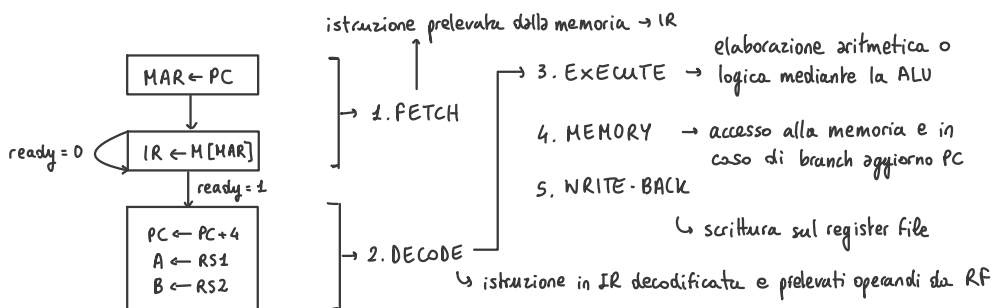 istruzione prelevata dalla memoria → IR
MAR ← PC
1. FETCH
ready = 0
IR ← M[MAR]
ready = 1
PC ← PC+4
A ← RS1
B ← RS2
2. DECODE
istruzione in IR decodificata e prelevati operandi da RF
3. EXECUTE → elaborazione aritmetica o
logica mediante la ALU
4. MEMORY → accesso alla memoria e in
caso di branch aggiorno PC
5. WRITE-BACK
scrittura sul register file